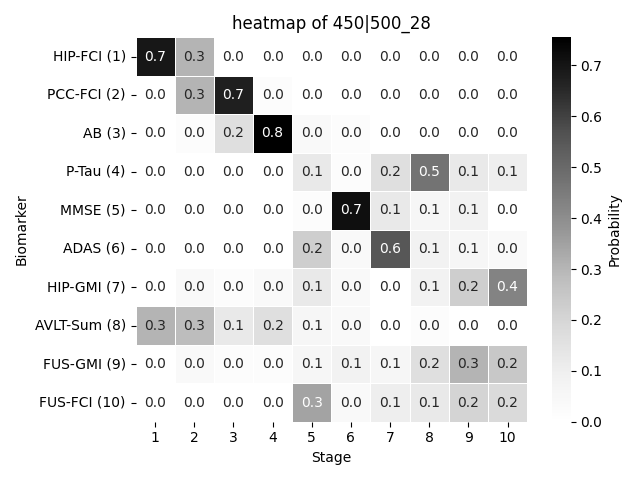 heatmap of 450|500_28
HIP-FCI (1) 0.7 0.3 0.0 0.0 0.0 0.0 0.0 0.0 0.0 0.0
PCC-FCI (2) 0.0 0.3 0.7 0.0 0.0 0.0 0.0 0.0 0.0 0.0
AB (3) 0.0 0.0 0.2 0.8 0.0 0.0 0.0 0.0 0.0 0.0
P-Tau (4) 0.0 0.0 0.0 0.0 0.1 0.0 0.2 0.5 0.1 0.1
MMSE (5) 0.0 0.0 0.0 0.0 0.0 0.7 0.1 0.1 0.1 0.0
ADAS (6) 0.0 0.0 0.0 0.0 0.2 0.0 0.6 0.1 0.1 0.0
HIP-GMI (7) 0.0 0.0 0.0 0.0 0.1 0.0 0.0 0.1 0.2 0.4
AVLT-Sum (8) 0.3 0.3 0.1 0.2 0.1 0.0 0.0 0.0 0.0 0.0
FUS-GMI (9) 0.0 0.0 0.0 0.0 0.1 0.1 0.1 0.2 0.3 0.2
FUS-FCI (10) 0.0 0.0 0.0 0.0 0.3 0.0 0.1 0.1 0.2 0.2
1 2 3 4 5 6 7 8 9 10
Stage
Biomarker
0.7
0.6
0.5
0.4
0.3
0.2
0.1
0.0
Probability